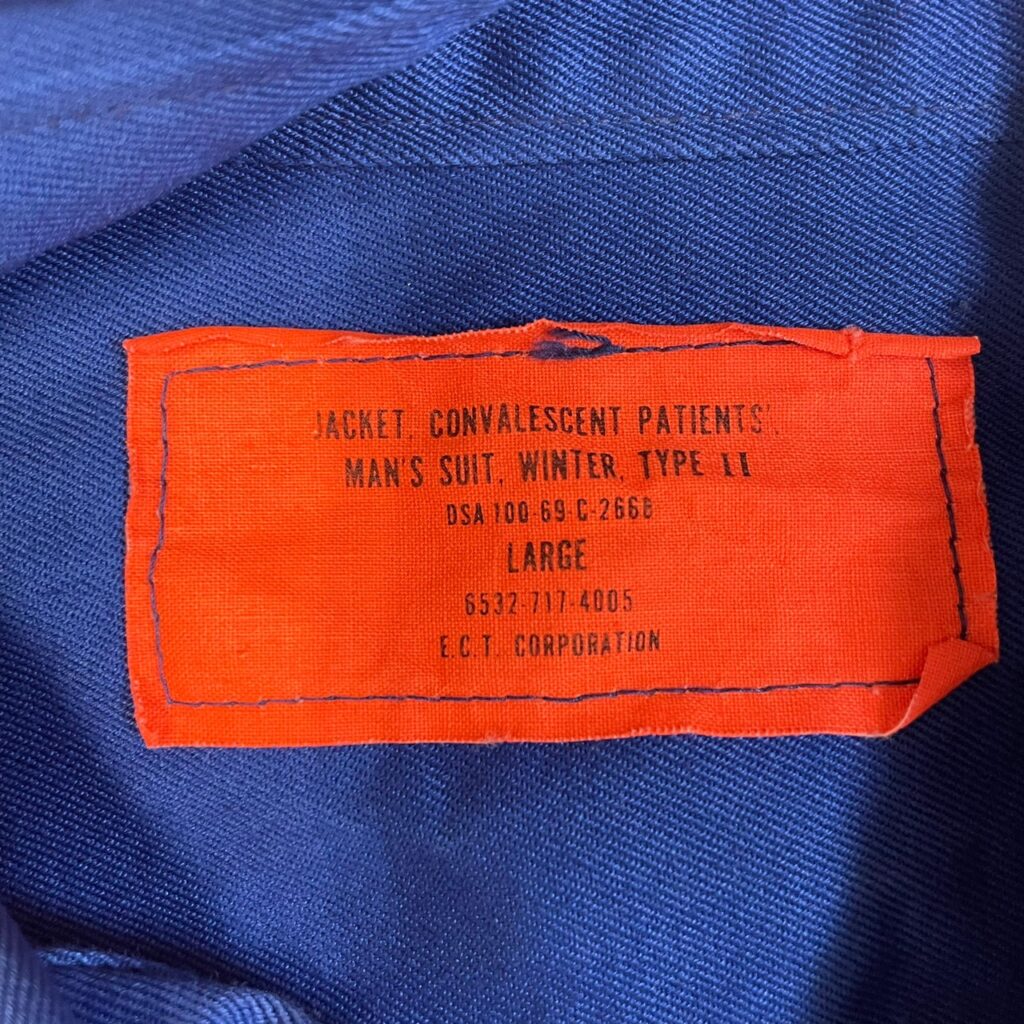 JACKET, CONVALESCENT PATIENTS',
MAN'S SUIT, WINTER, TYPE II
DSA 100-69-C-2668
LARGE
6532-717-4005
E.C.T. CORPORATION